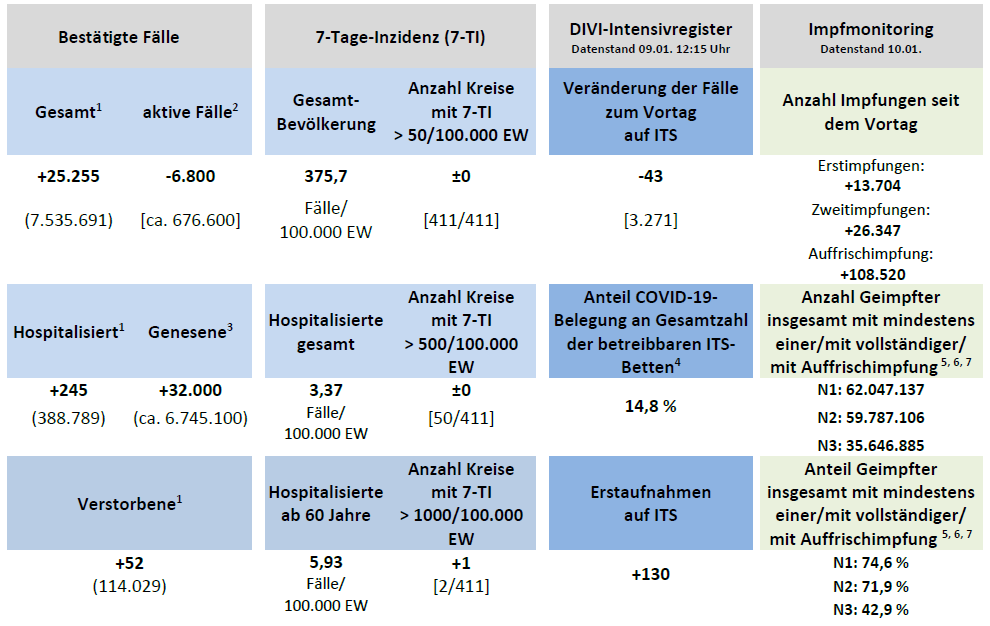 Bestätigte Fälle
7-Tage-Inzidenz (7-TI)
DIVI-Intensivregister
Datenstand 09.01. 12:15 Uhr
Impfmonitoring
Datenstand 10.01.
Gesamt¹
aktive Fälle²
Gesamt-
Bevölkerung
Anzahl Kreise
mit 7-TI
> 50/100.000 EW
Veränderung der Fälle
zum Vortag
auf ITS
Anzahl Impfungen seit
dem Vortag
+25.255
(7.535.691)
-6.800
[ca. 676.600]
375,7
Fälle/
100.000 EW
±0
[411/411]
-43
[3.271]
Erstimpfungen:
+13.704
Zweitimpfungen:
+26.347
Auffrischimpfung:
+108.520
Hospitalisiert¹
Genesene³
Hospitalisierte
gesamt
Anzahl Kreise
mit 7-TI
> 500/100.000
EW
Anteil COVID-19-
Belegung an Gesamtzahl
der betreibbaren ITS-
Betten⁴
Anzahl Geimpfter
insgesamt mit mindestens
einer/mit vollständiger/
mit Auffrischimpfung ⁵, ⁶, ⁷
+245
(388.789)
+32.000
(ca. 6.745.100)
3,37
Fälle/
100.000 EW
±0
[50/411]
14,8 %
N1: 62.047.137
N2: 59.787.106
N3: 35.646.885
Verstorbene¹
Hospitalisierte
ab 60 Jahre
Anzahl Kreise
mit 7-TI
> 1000/100.000
EW
Erstaufnahmen
auf ITS
Anteil Geimpfter
insgesamt mit mindestens
einer/mit vollständiger/
mit Auffrischimpfung ⁵, ⁶, ⁷
+52
(114.029)
5,93
Fälle/
100.000 EW
+1
[2/411]
+130
N1: 74,6 %
N2: 71,9 %
N3: 42,9 %